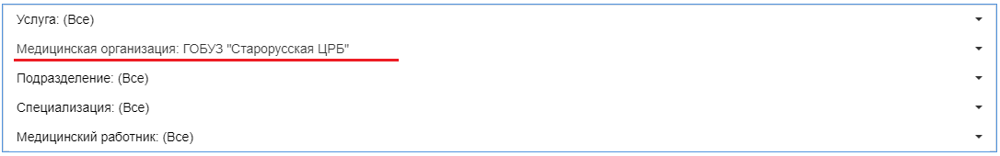 Услуга: (Все)
Медицинская организация: ГОБУЗ "Старорусская ЦРБ"
Подразделение: (Все)
Специализация: (Все)
Медицинский работник: (Все)